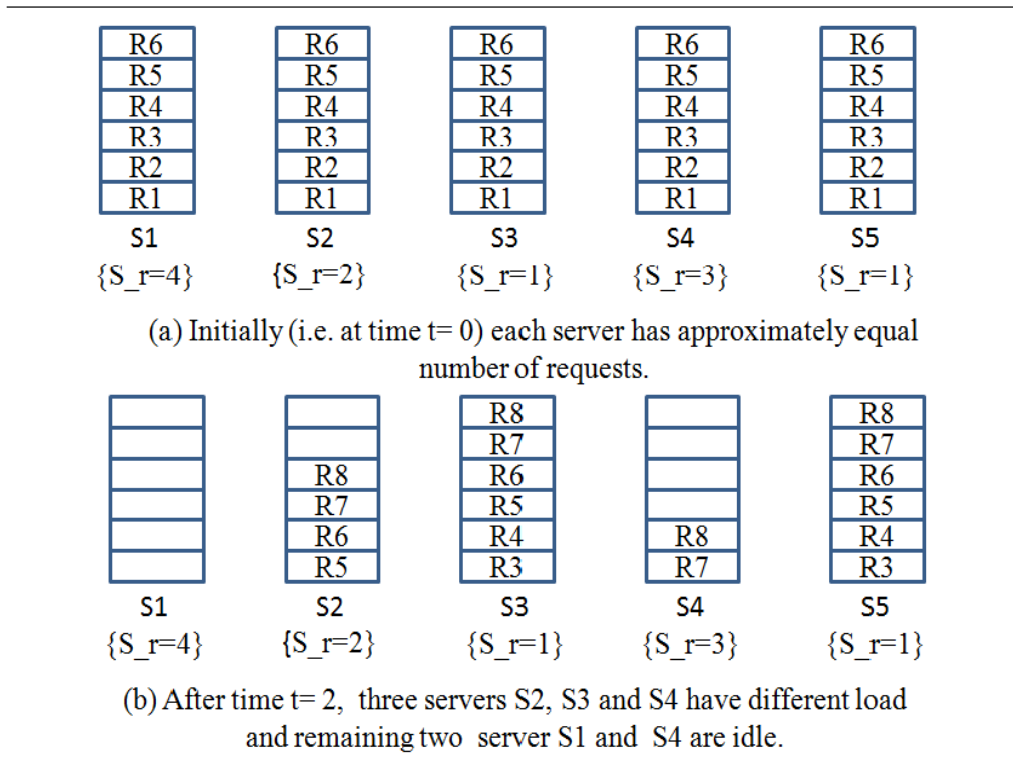 R6 R6 R6 R6 R6
R5 R5 R5 R5 R5
R4 R4 R4 R4 R4
R3 R3 R3 R3 R3
R2 R2 R2 R2 R2
R1 R1 R1 R1 R1
S1 S2 S3 S4 S5
{S_r=4} {S_r=2} {S_r=1} {S_r=3} {S_r=1}
(a) Initially (i.e. at time t= 0) each server has approximately equal
number of requests.
R8 R8
R7 R7
R8 R6 R6
R7 R5 R5
R6 R4 R8 R4
R5 R3 R7 R3
S1 S2 S3 S4 S5
{S_r=4} {S_r=2} {S_r=1} {S_r=3} {S_r=1}
(b) After time t= 2, three servers S2, S3 and S4 have different load
and remaining two server S1 and S4 are idle.